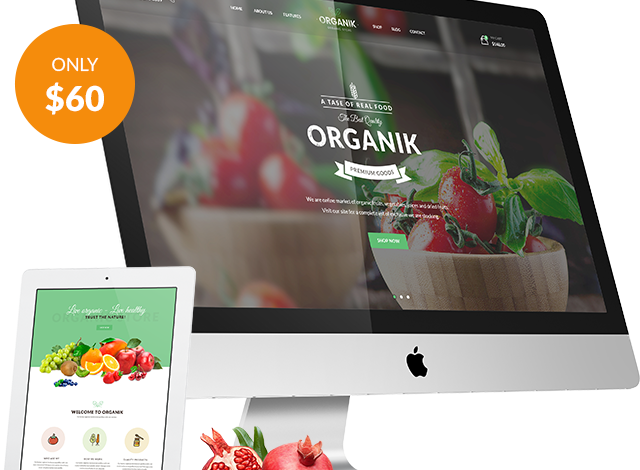 ONLY
$60
HOME ABOUT US FEATURES ORGANIK SHOP BLOG CONTACT
A TASE OF REAL FOOD
The Best Quality
ORGANIK
PREMIUM GOODS
We are online market of organic fruits, vegetables, juices and dried fruits.
Visit our site for a complete list of exclusive we are stocking.
SHOP NOW
Live organic - Live healthy
TRUST THE NATURE!
WELCOME TO ORGANIK